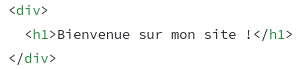 <div>
  <h1>Bienvenue sur mon site !</h1>
</div>